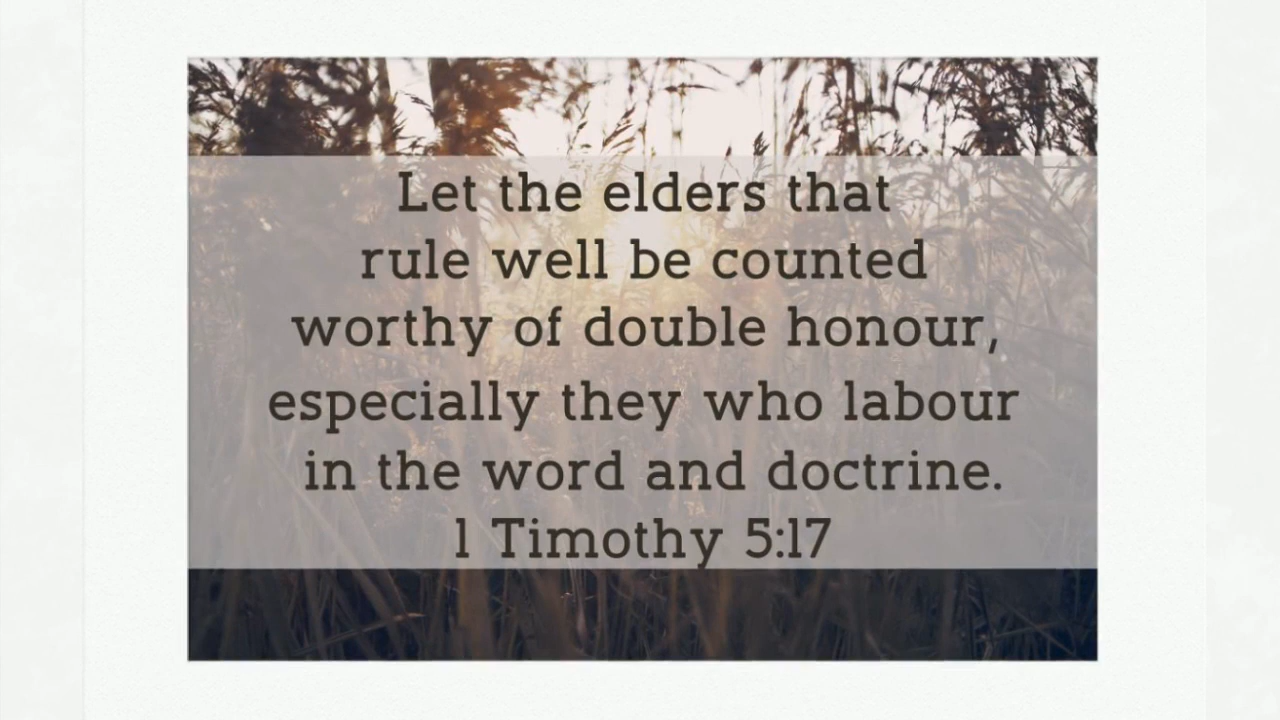 Let the elders that
rule well be counted
worthy of double honour,
especially they who labour
in the word and doctrine.
1 Timothy 5:17